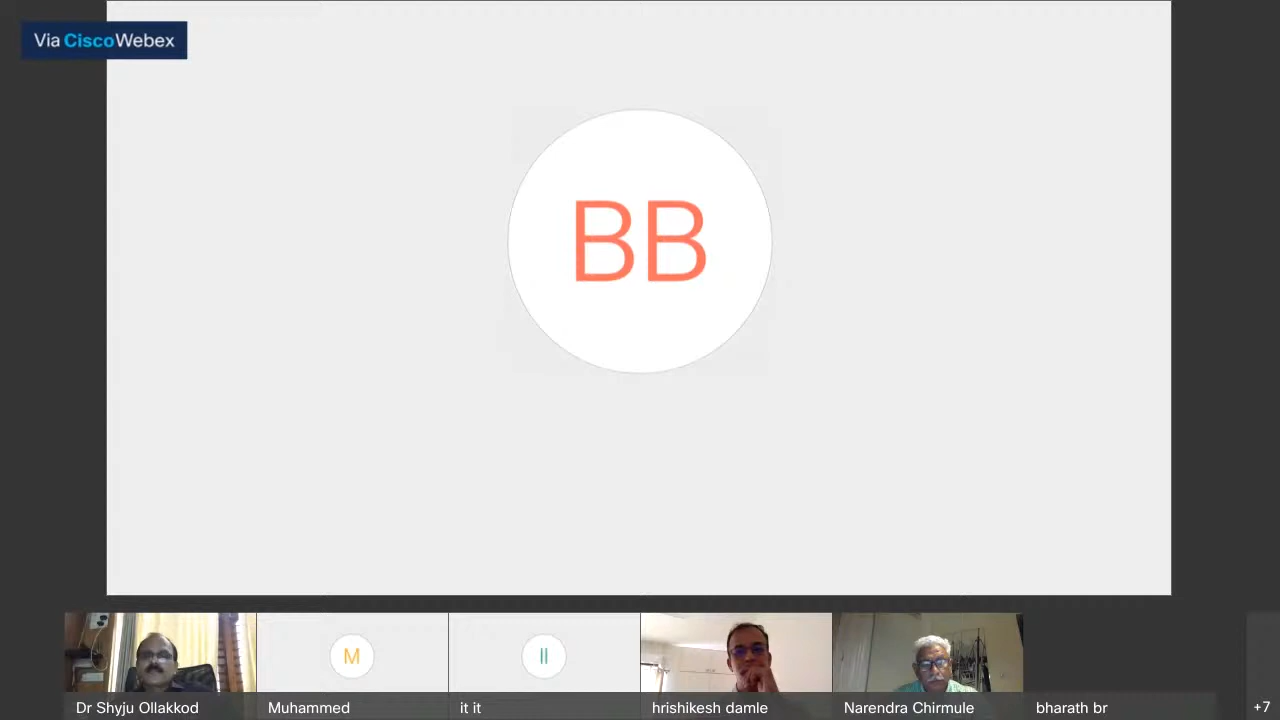 Via CiscoWebex
BB
M
II
Dr Shyju Ollakkod
Muhammed
it it
hrishikesh damle
Narendra Chirmule
bharath br
+7